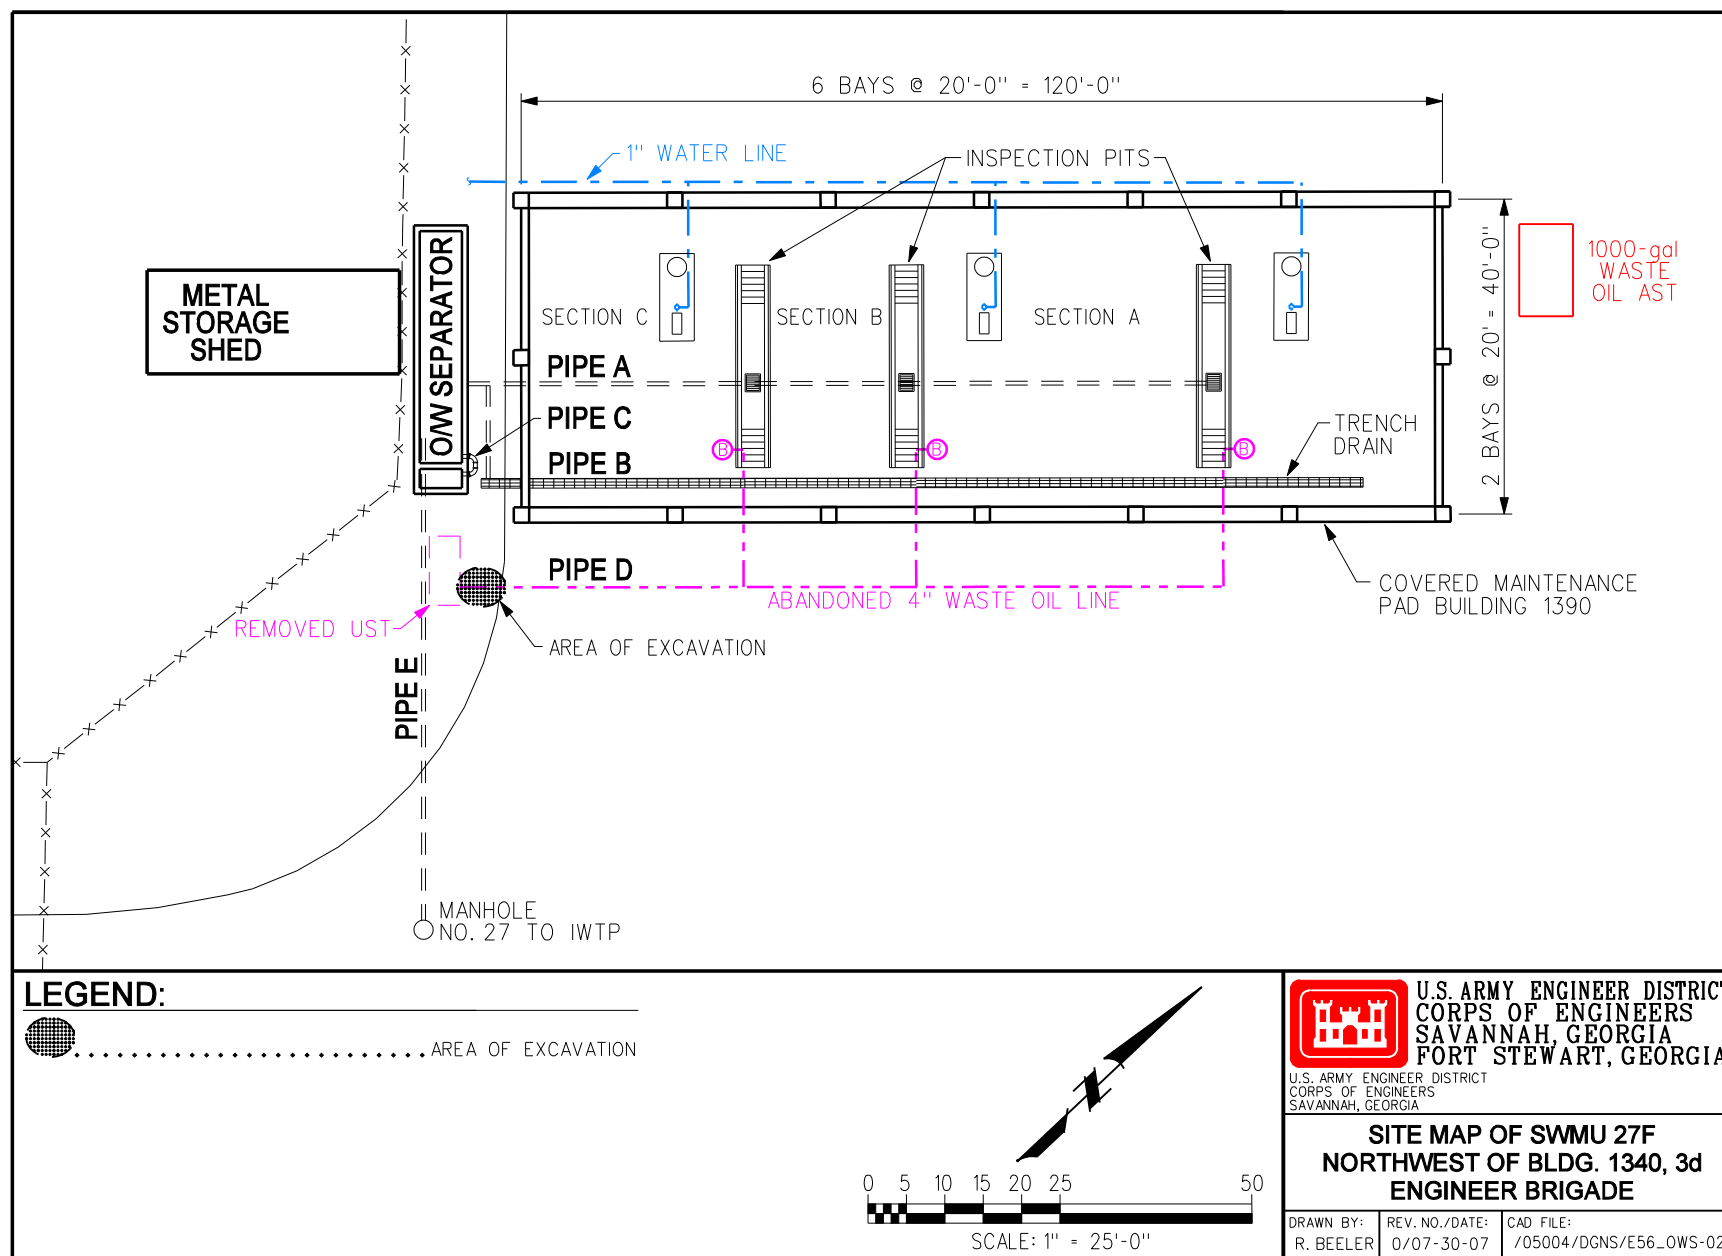 6 BAYS @ 20'-0" = 120'-0"
1" WATER LINE
INSPECTION PITS
METAL
STORAGE
SHED
O/W SEPARATOR
SECTION C
SECTION B
SECTION A
2 BAYS @ 20' = 40'-0"
1000-gal
WASTE
OIL AST
PIPE A
PIPE C
PIPE B
B
B
B
TRENCH
DRAIN
PIPE D
ABANDONED 4" WASTE OIL LINE
COVERED MAINTENANCE
PAD BUILDING 1390
REMOVED UST
AREA OF EXCAVATION
PIPE E
MANHOLE
NO. 27 TO IWTP
LEGEND:
AREA OF EXCAVATION
0 5 10 15 20 25 50
SCALE: 1" = 25'-0"
U.S. ARMY ENGINEER DISTRICT
CORPS OF ENGINEERS
SAVANNAH, GEORGIA
FORT STEWART, GEORGIA
U.S. ARMY ENGINEER DISTRICT
CORPS OF ENGINEERS
SAVANNAH, GEORGIA
SITE MAP OF SWMU 27F
NORTHWEST OF BLDG. 1340, 3d
ENGINEER BRIGADE
DRAWN BY:
R. BEELER
REV. NO./DATE:
0/07-30-07
CAD FILE:
/05004/DGNS/E56_OWS-02